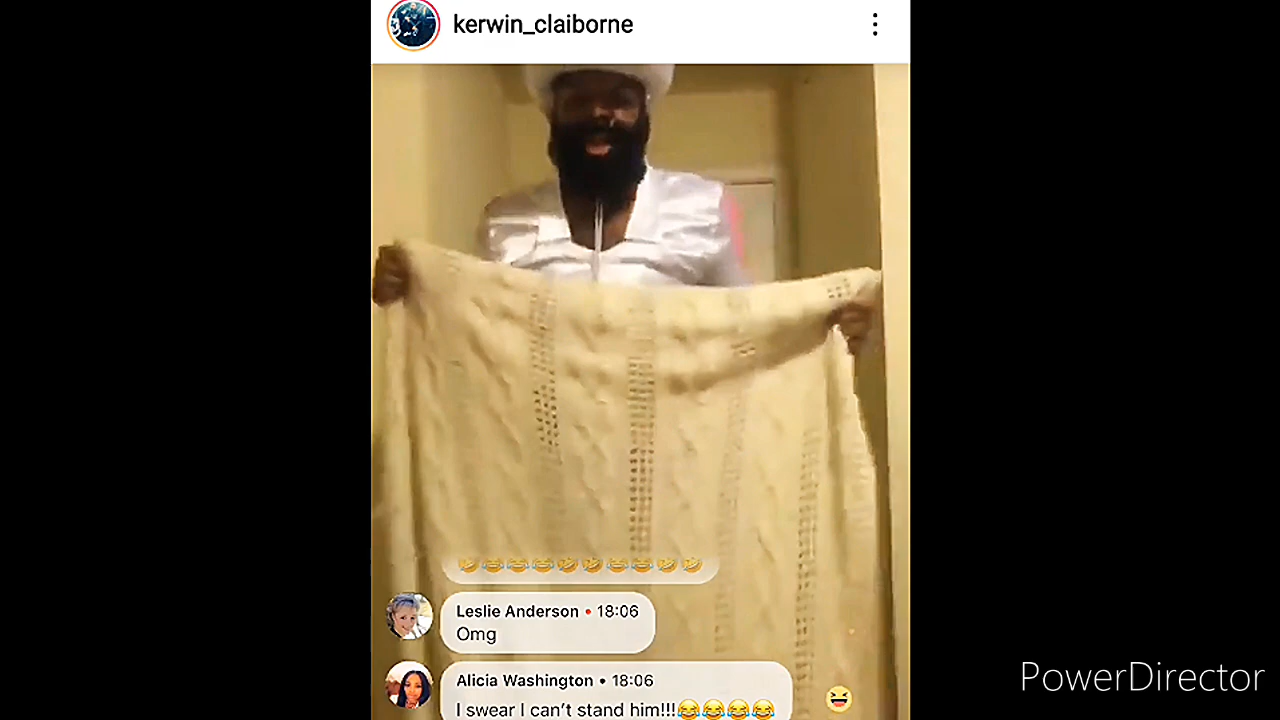 kerwin_claiborne
🤣😂😂😂🤣🤣😂😂🤣🤣
Leslie Anderson • 18:06
Omg
Alicia Washington • 18:06
I swear I can’t stand him!!!😂😂😂😂
PowerDirector